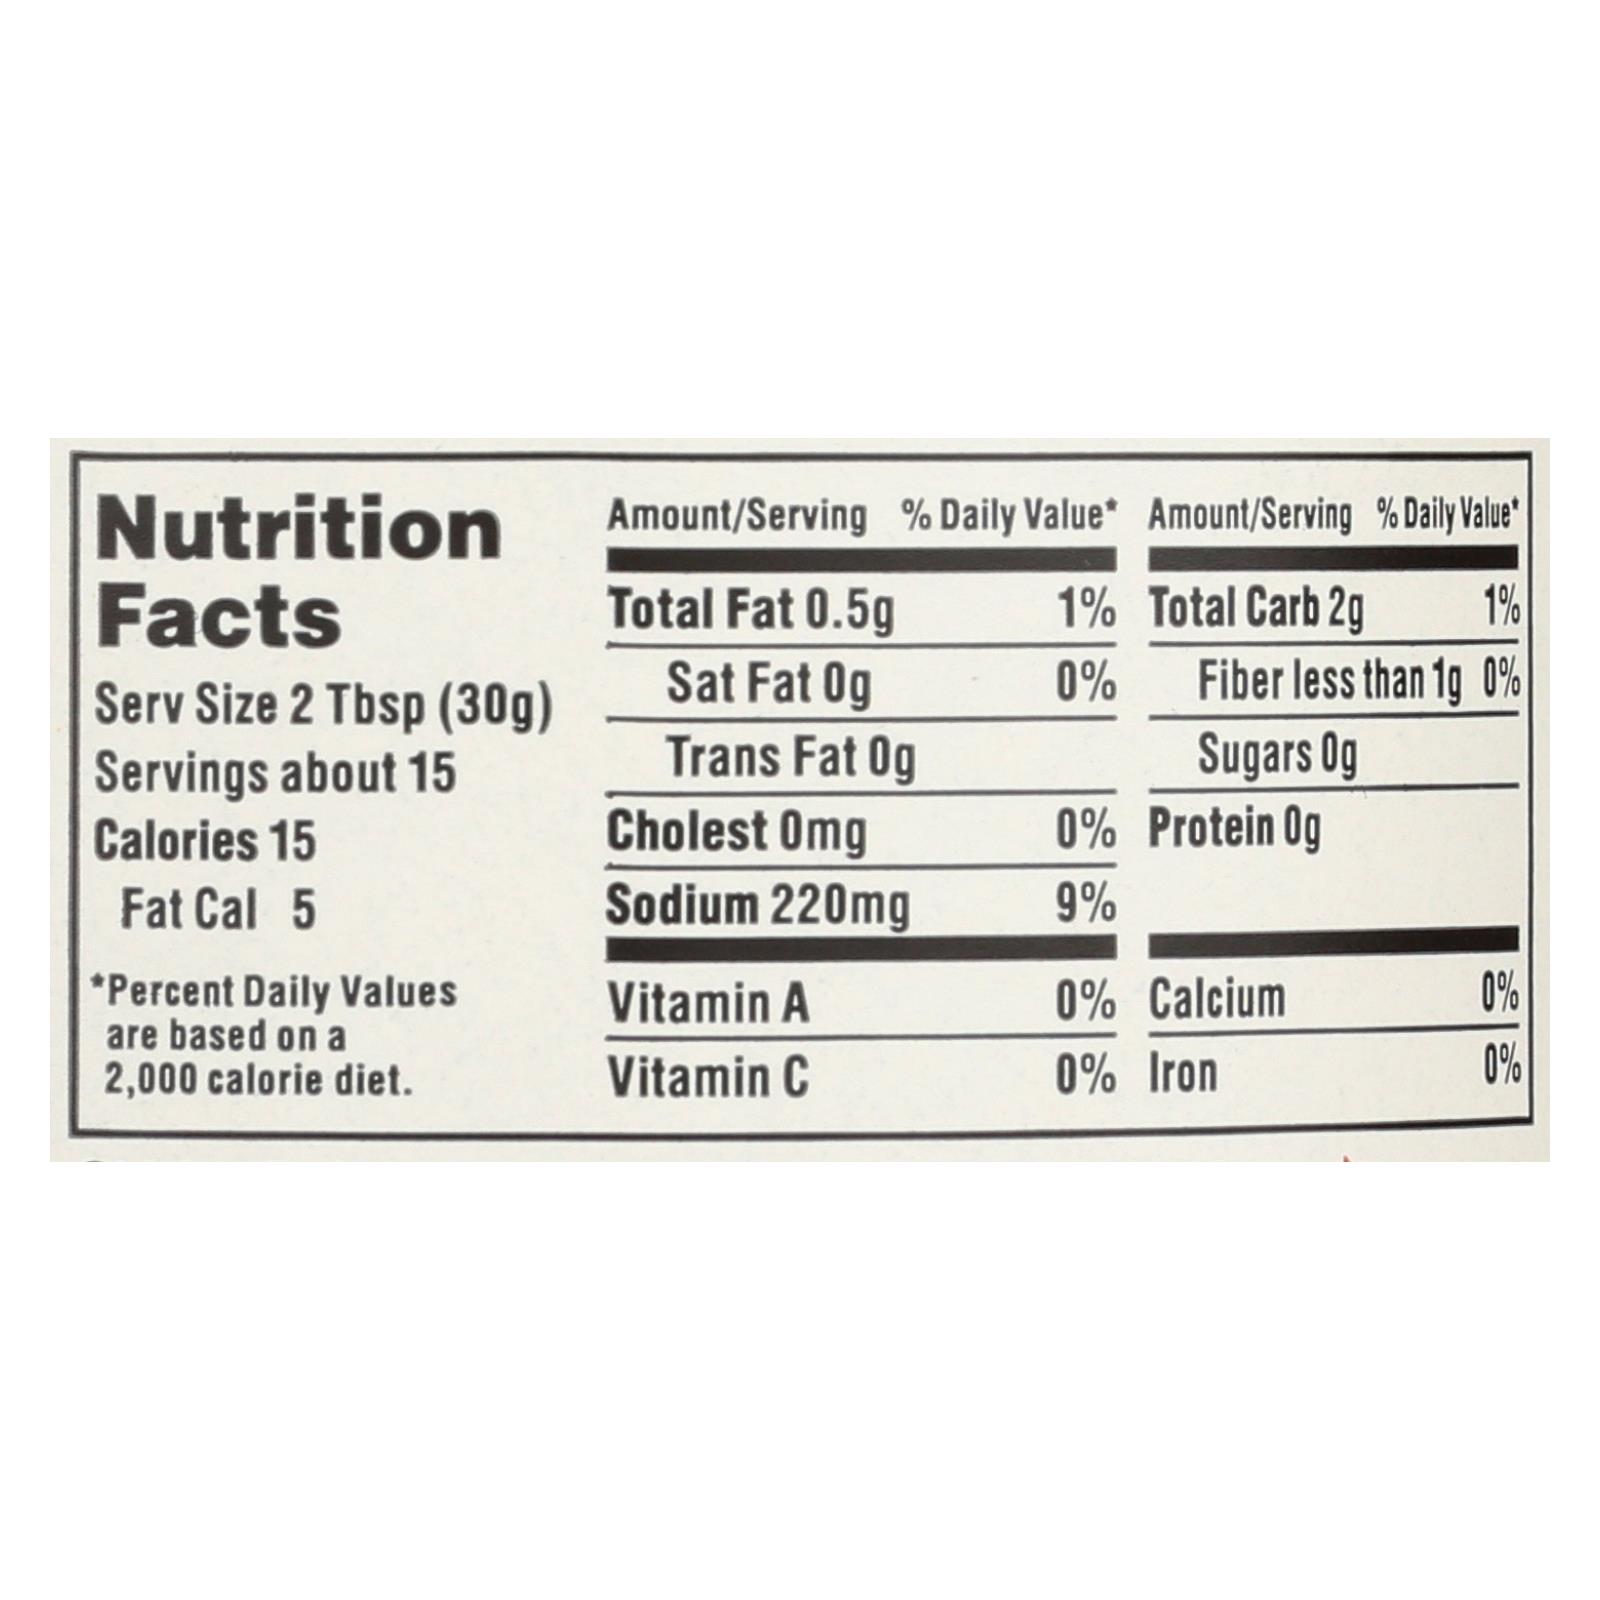 Nutrition
Facts
Serv Size 2 Tbsp (30g)
Servings about 15
Calories 15
Fat Cal 5
*Percent Daily Values
are based on a
2,000 calorie diet.
Amount/Serving % Daily Value*
Total Fat 0.5g 1%
Sat Fat 0g 0%
Trans Fat 0g
Cholest 0mg 0%
Sodium 220mg 9%
Vitamin A 0%
Vitamin C 0%
Amount/Serving % Daily Value*
Total Carb 2g 1%
Fiber less than 1g 0%
Sugars 0g
Protein 0g
Calcium 0%
Iron 0%